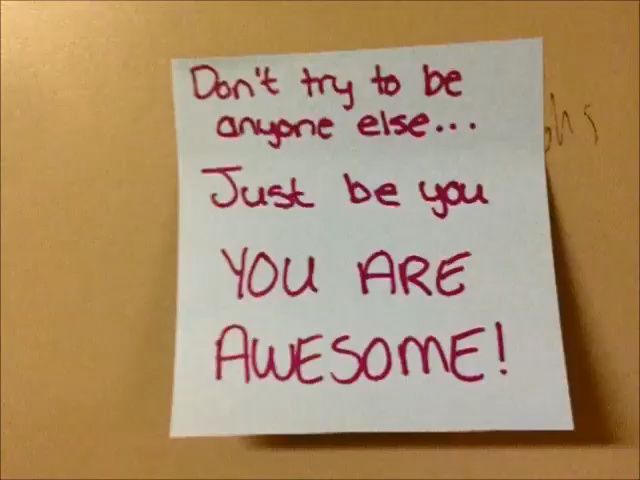 Don't try to be
anyone else...
Just be you
YOU ARE
AWESOME!